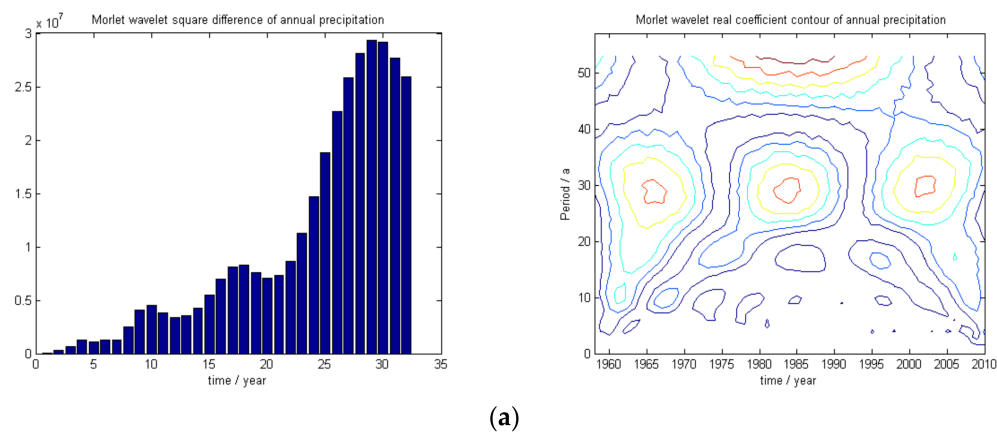 Morlet wavelet square difference of annual precipitation
x 10⁷
3
2.5
2
1.5
1
0.5
0
0 5 10 15 20 25 30 35
time / year
Morlet wavelet real coefficient contour of annual precipitation
Period / a
50
40
30
20
10
0
1960 1965 1970 1975 1980 1985 1990 1995 2000 2005 2010
time / year
(a)